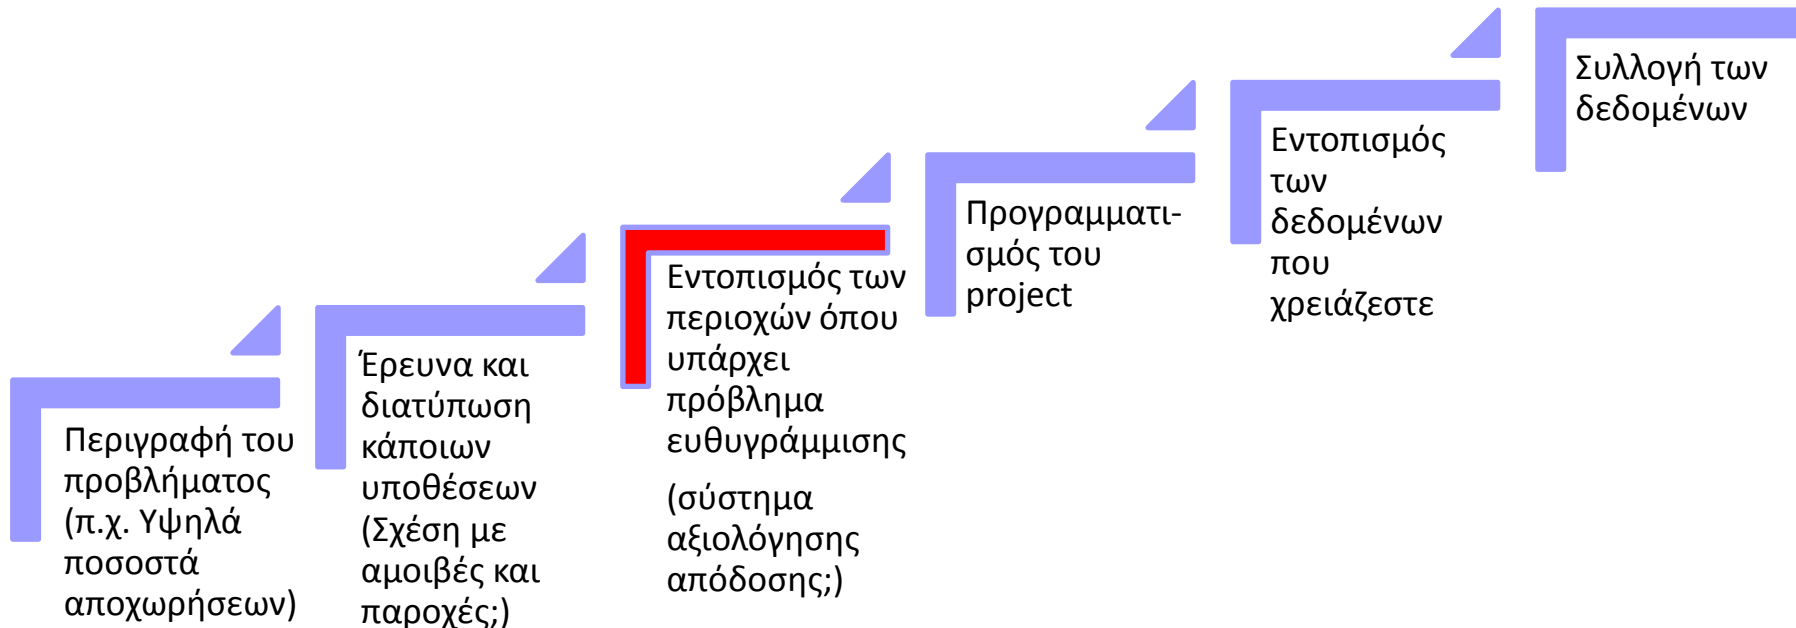 Περιγραφή του
προβλήματος
(π.χ. Υψηλά
ποσοστά
αποχωρήσεων)
Έρευνα και
διατύπωση
κάποιων
υποθέσεων
(Σχέση με
αμοιβές και
παροχές;)
Εντοπισμός των
περιοχών όπου
υπάρχει
πρόβλημα
ευθυγράμμισης
(σύστημα
αξιολόγησης
απόδοσης;)
Προγραμματι-
σμός του
project
Εντοπισμός
των
δεδομένων
που
χρειάζεστε
Συλλογή των
δεδομένων